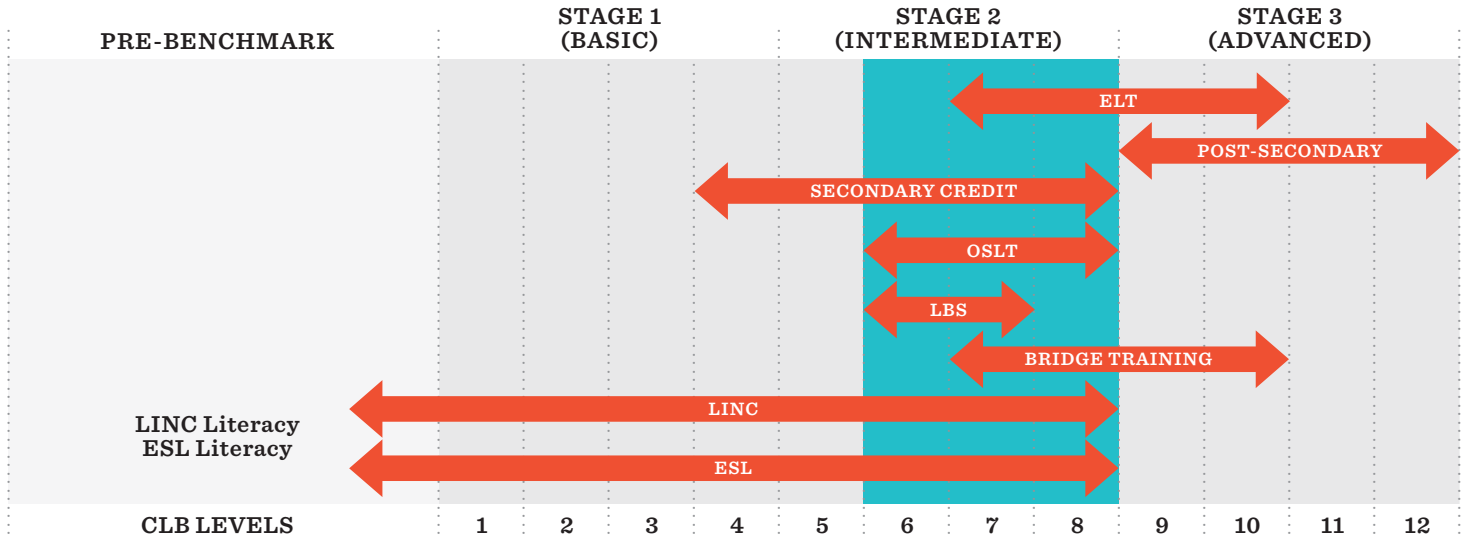 PRE-BENCHMARK
STAGE 1
(BASIC)
STAGE 2
(INTERMEDIATE)
STAGE 3
(ADVANCED)
ELT
POST-SECONDARY
SECONDARY CREDIT
OSLT
LBS
BRIDGE TRAINING
LINC Literacy
ESL Literacy
LINC
ESL
CLB LEVELS 1 2 3 4 5 6 7 8 9 10 11 12